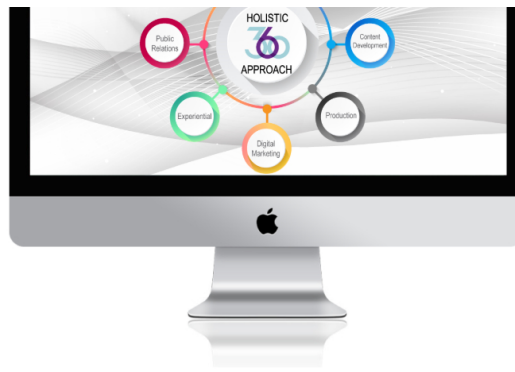 HOLISTIC
360
APPROACH
Public
Relations
Content
Development
Experiential
Production
Digital
Marketing